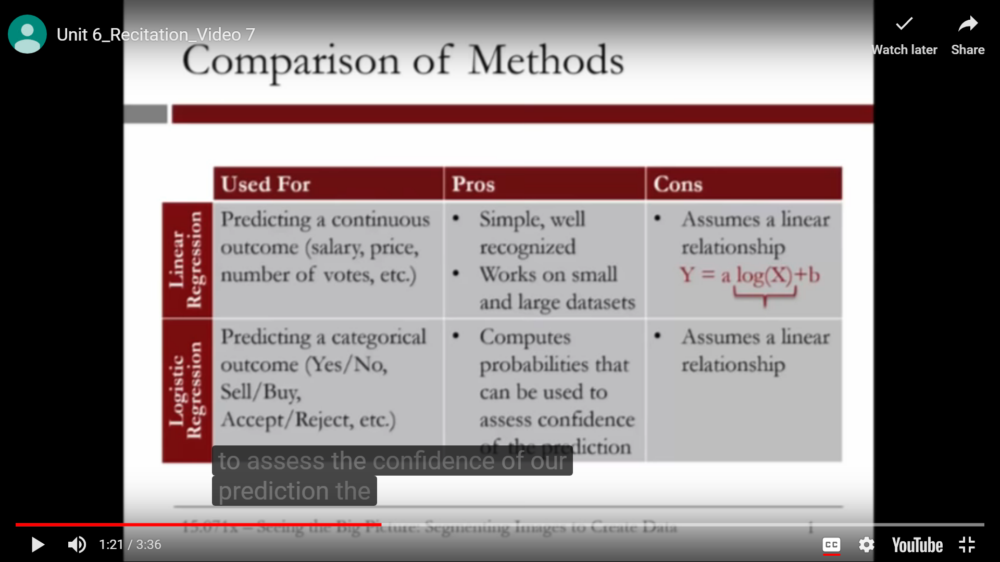 Unit 6_Recitation_Video 7
Watch later
Share
Comparison of Methods
Used For
Pros
Cons
Linear
Regression
Predicting a continuous
outcome (salary, price,
number of votes, etc.)
• Simple, well
recognized
• Works on small
and large datasets
• Assumes a linear
relationship
Y = a log(X)+b
Logistic
Regression
Predicting a categorical
outcome (Yes/No,
Sell/Buy,
Accept/Reject, etc.)
• Computes
probabilities that
can be used to
assess confidence
of the prediction
• Assumes a linear
relationship
to assess the confidence of our
prediction the
15.071x – Seeing the Big Picture: Segmenting Images to Create Data 1
1:21 / 3:36
CC
YouTube